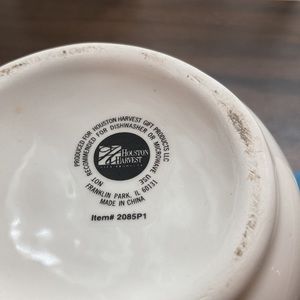 PRODUCED FOR HOUSTON HARVEST GIFT PRODUCTS LLC
NOT RECOMMENDED FOR DISHWASHER OR MICROWAVE USE
HOUSTON
HARVEST
FRANKLIN PARK, IL 60131
MADE IN CHINA
Item# 2085P1